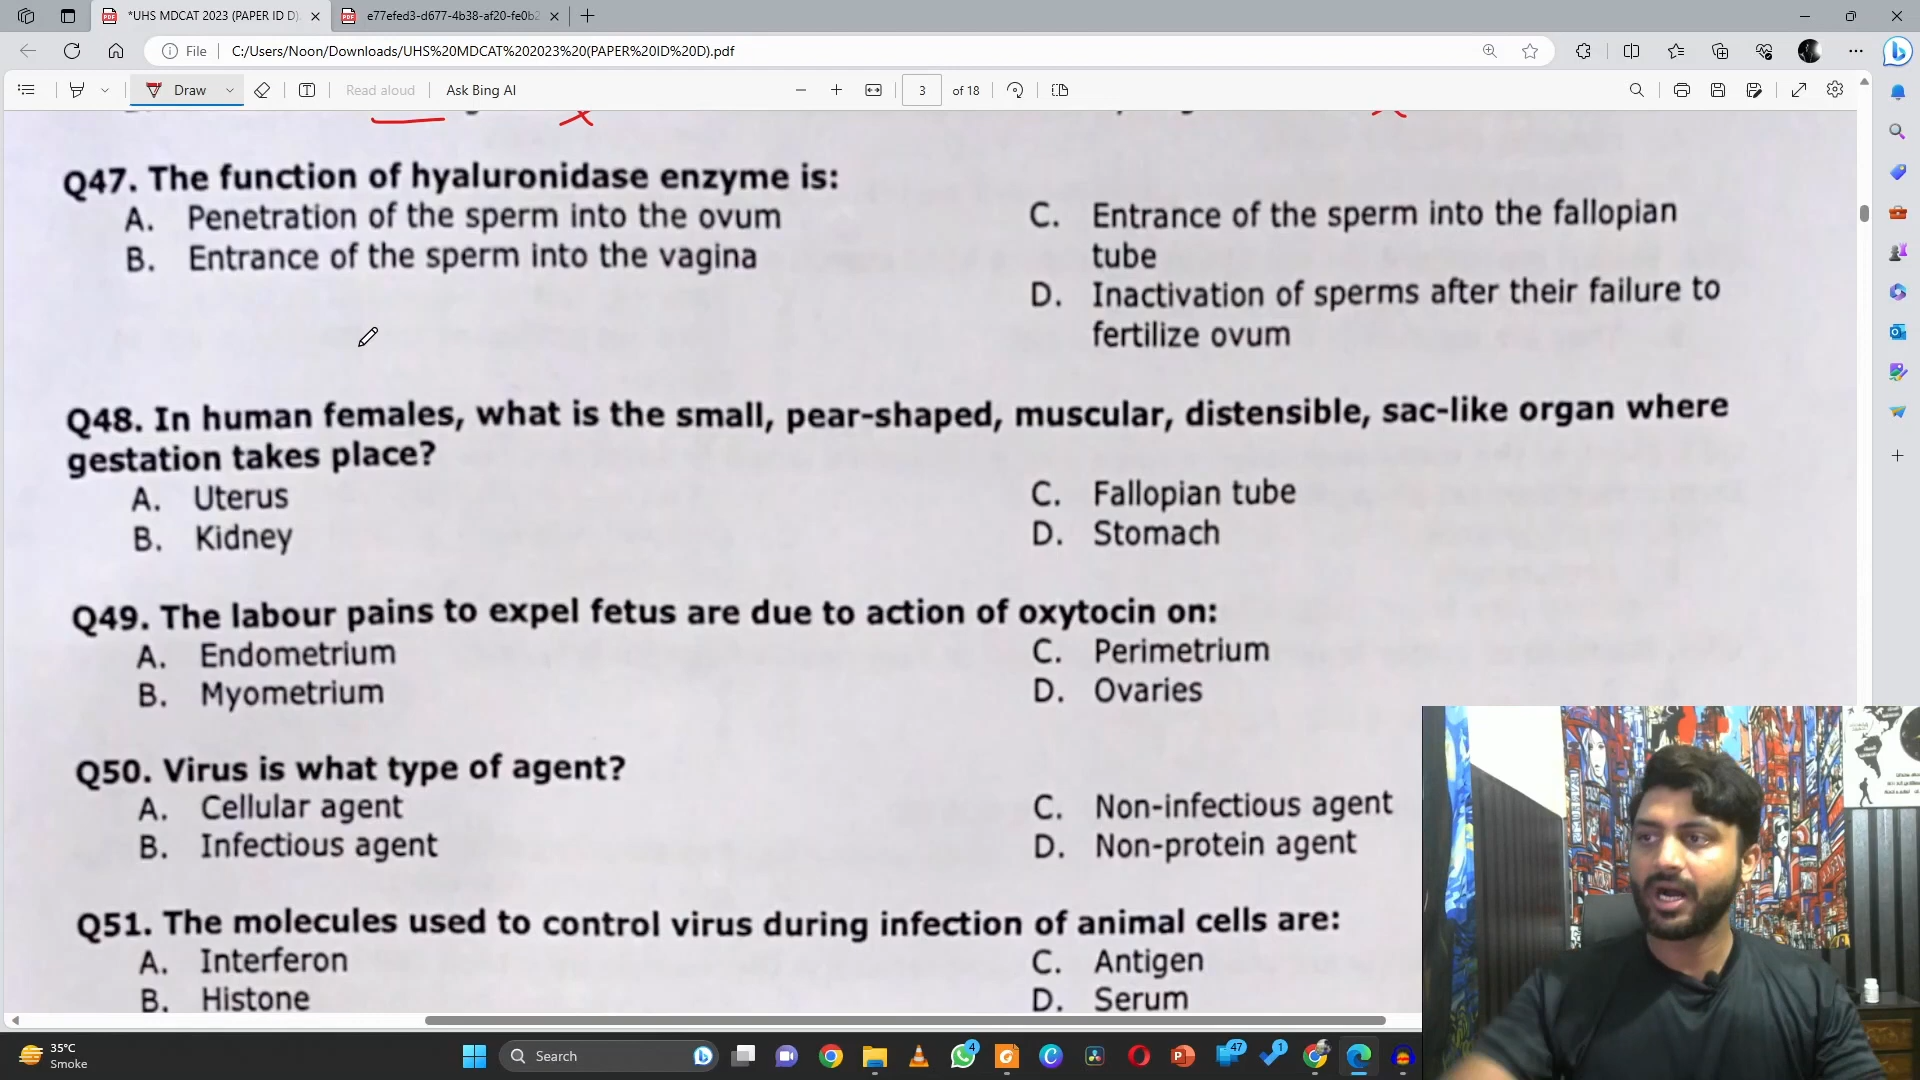 *UHS MDCAT 2023 (PAPER ID D).
e77efed3-d677-4b38-af20-fe0b2
File
C:/Users/Noon/Downloads/UHS%20MDCAT%202023%20(PAPER%20ID%20D).pdf
Draw
Read aloud
Ask Bing AI
3 of 18
Q47. The function of hyaluronidase enzyme is:
A. Penetration of the sperm into the ovum
B. Entrance of the sperm into the vagina
C. Entrance of the sperm into the fallopian
tube
D. Inactivation of sperms after their failure to
fertilize ovum
Q48. In human females, what is the small, pear-shaped, muscular, distensible, sac-like organ where
gestation takes place?
A. Uterus
B. Kidney
C. Fallopian tube
D. Stomach
Q49. The labour pains to expel fetus are due to action of oxytocin on:
A. Endometrium
B. Myometrium
C. Perimetrium
D. Ovaries
Q50. Virus is what type of agent?
A. Cellular agent
B. Infectious agent
C. Non-infectious agent
D. Non-protein agent
Q51. The molecules used to control virus during infection of animal cells are:
A. Interferon
B. Histone
C. Antigen
D. Serum
35°C
Smoke
Search
4
47
1